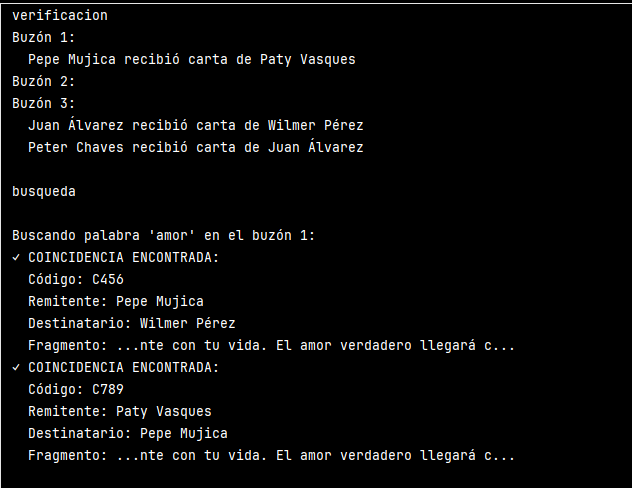 verificacion
Buzón 1:
Pepe Mujica recibió carta de Paty Vasques
Buzón 2:
Buzón 3:
Juan Álvarez recibió carta de Wilmer Pérez
Peter Chaves recibió carta de Juan Álvarez
busqueda
Buscando palabra 'amor' en el buzón 1:
✓ COINCIDENCIA ENCONTRADA:
Código: C456
Remitente: Pepe Mujica
Destinatario: Wilmer Pérez
Fragmento: ...nte con tu vida. El amor verdadero llegará c...
✓ COINCIDENCIA ENCONTRADA:
Código: C789
Remitente: Paty Vasques
Destinatario: Pepe Mujica
Fragmento: ...nte con tu vida. El amor verdadero llegará c...